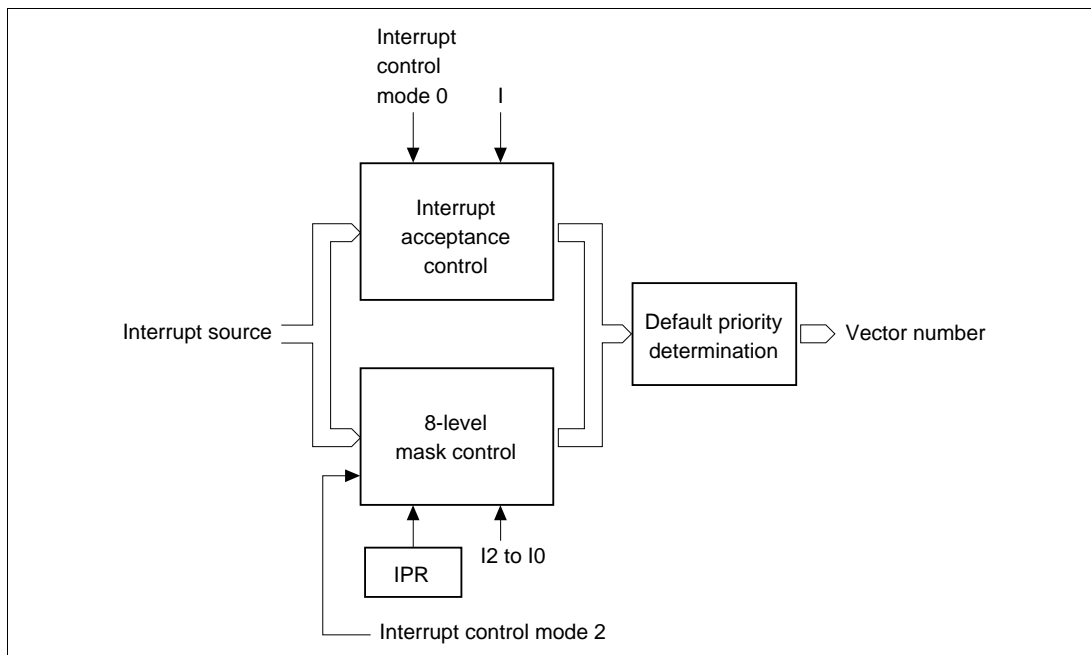 Interrupt
control
mode 0
I
Interrupt
acceptance
control
Interrupt source
Default priority
determination
Vector number
8-level
mask control
IPR
I2 to I0
Interrupt control mode 2